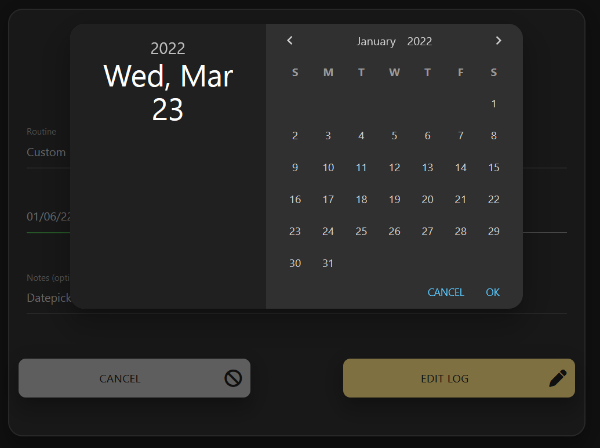 2022
Wed, Mar
23
January 2022
S M T W T F S
1
2 3 4 5 6 7 8
9 10 11 12 13 14 15
16 17 18 19 20 21 22
23 24 25 26 27 28 29
30 31
CANCEL OK
Routine
Custom
01/06/22
Notes (opti
Datepick
CANCEL
EDIT LOG